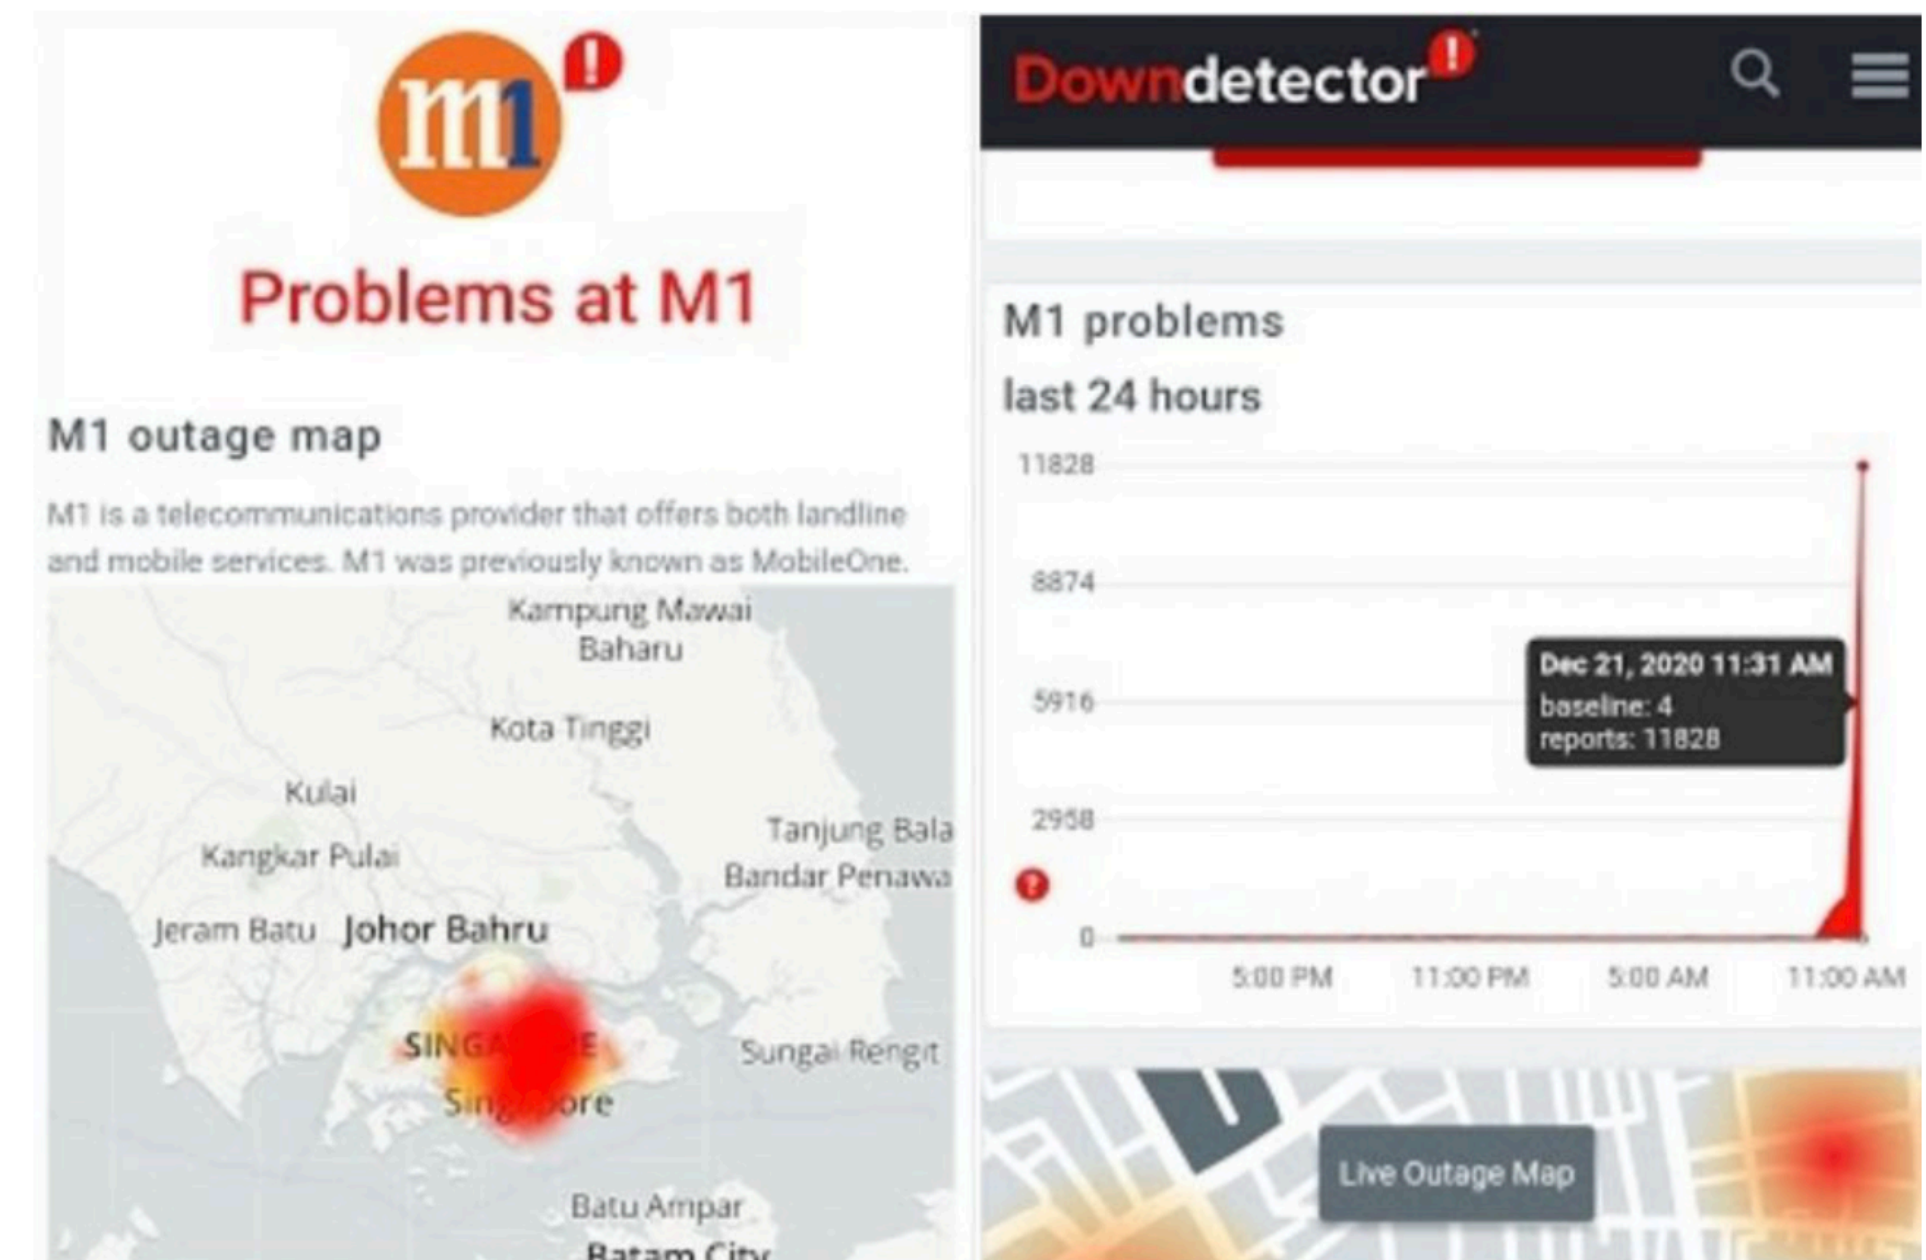 m1
!
Problems at M1
M1 outage map
M1 is a telecommunications provider that offers both landline
and mobile services. M1 was previously known as MobileOne.
Kampung Mawai
Baharu
Kota Tinggi
Kulai
Kangkar Pulai
Tanjung Bala
Bandar Penawa
Jeram Batu
Johor Bahru
Sungai Rengit
Batu Ampar
Batam City
Downdetector!
M1 problems
last 24 hours
11828
8874
5916
2958
0
Dec 21, 2020 11:31 AM
baseline: 4
reports: 11828
?
5:00 PM 11:00 PM 5:00 AM 11:00 AM
Live Outage Map